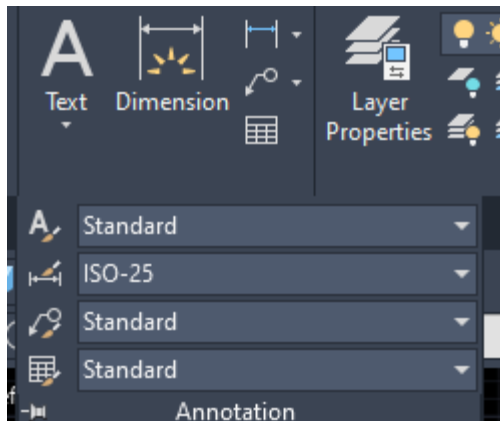 Text
Dimension
Layer
Properties
Standard
ISO-25
Standard
Standard
Annotation